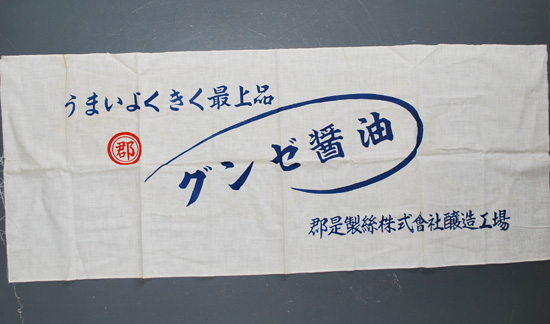 うまいよくきく最上品
郡
グンゼ醤油
郡是製絲株式會社醸造工場